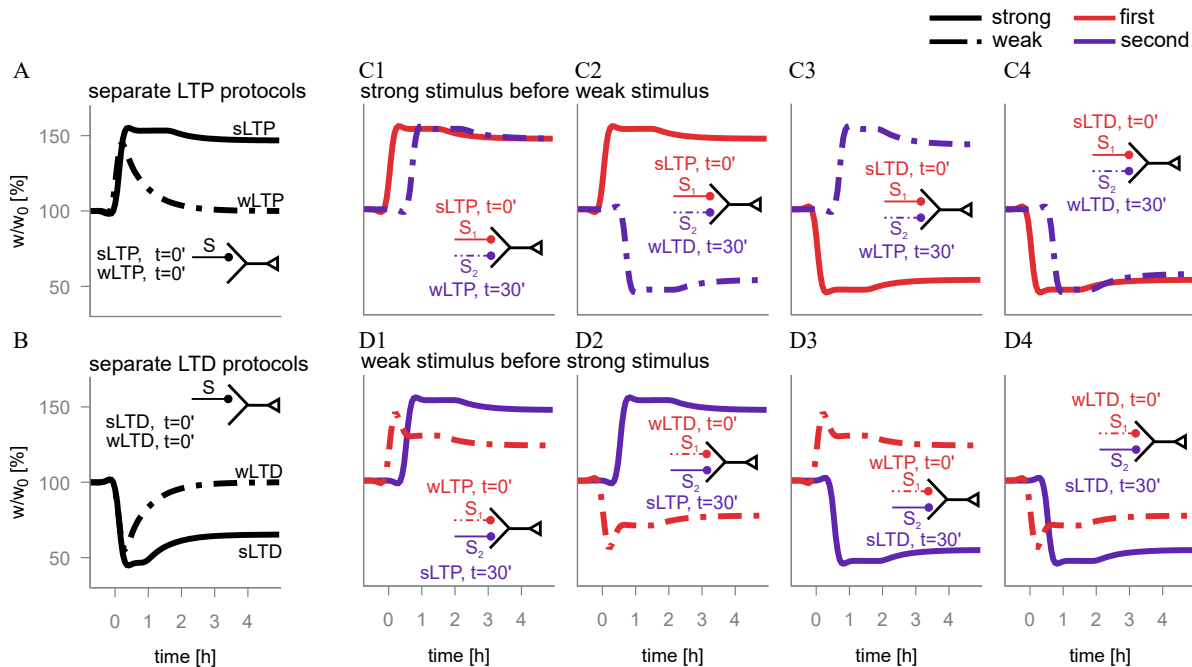 strong first
weak second
A
separate LTP protocols
150
100
50
w/w0 [%]
sLTP
wLTP
sLTP, t=0'
wLTP, t=0'
S
C1 C2 C3 C4
strong stimulus before weak stimulus
sLTP, t=0'
S1
S2
wLTP, t=30'
sLTP, t=0'
S1
S2
wLTD, t=30'
sLTD, t=0'
S1
S2
wLTP, t=30'
sLTD, t=0'
S1
S2
wLTD, t=30'
B
separate LTD protocols
150
100
50
w/w0 [%]
S
sLTD, t=0'
wLTD, t=0'
wLTD
sLTD
0 1 2 3 4
time [h]
D1 D2 D3 D4
weak stimulus before strong stimulus
wLTP, t=0'
S1
S2
sLTP, t=30'
0 1 2 3 4
time [h]
wLTD, t=0'
S1
S2
sLTP, t=30'
0 1 2 3 4
time [h]
wLTP, t=0'
S1
S2
sLTD, t=30'
0 1 2 3 4
time [h]
wLTD, t=0'
S1
S2
sLTD, t=30'
0 1 2 3 4
time [h]